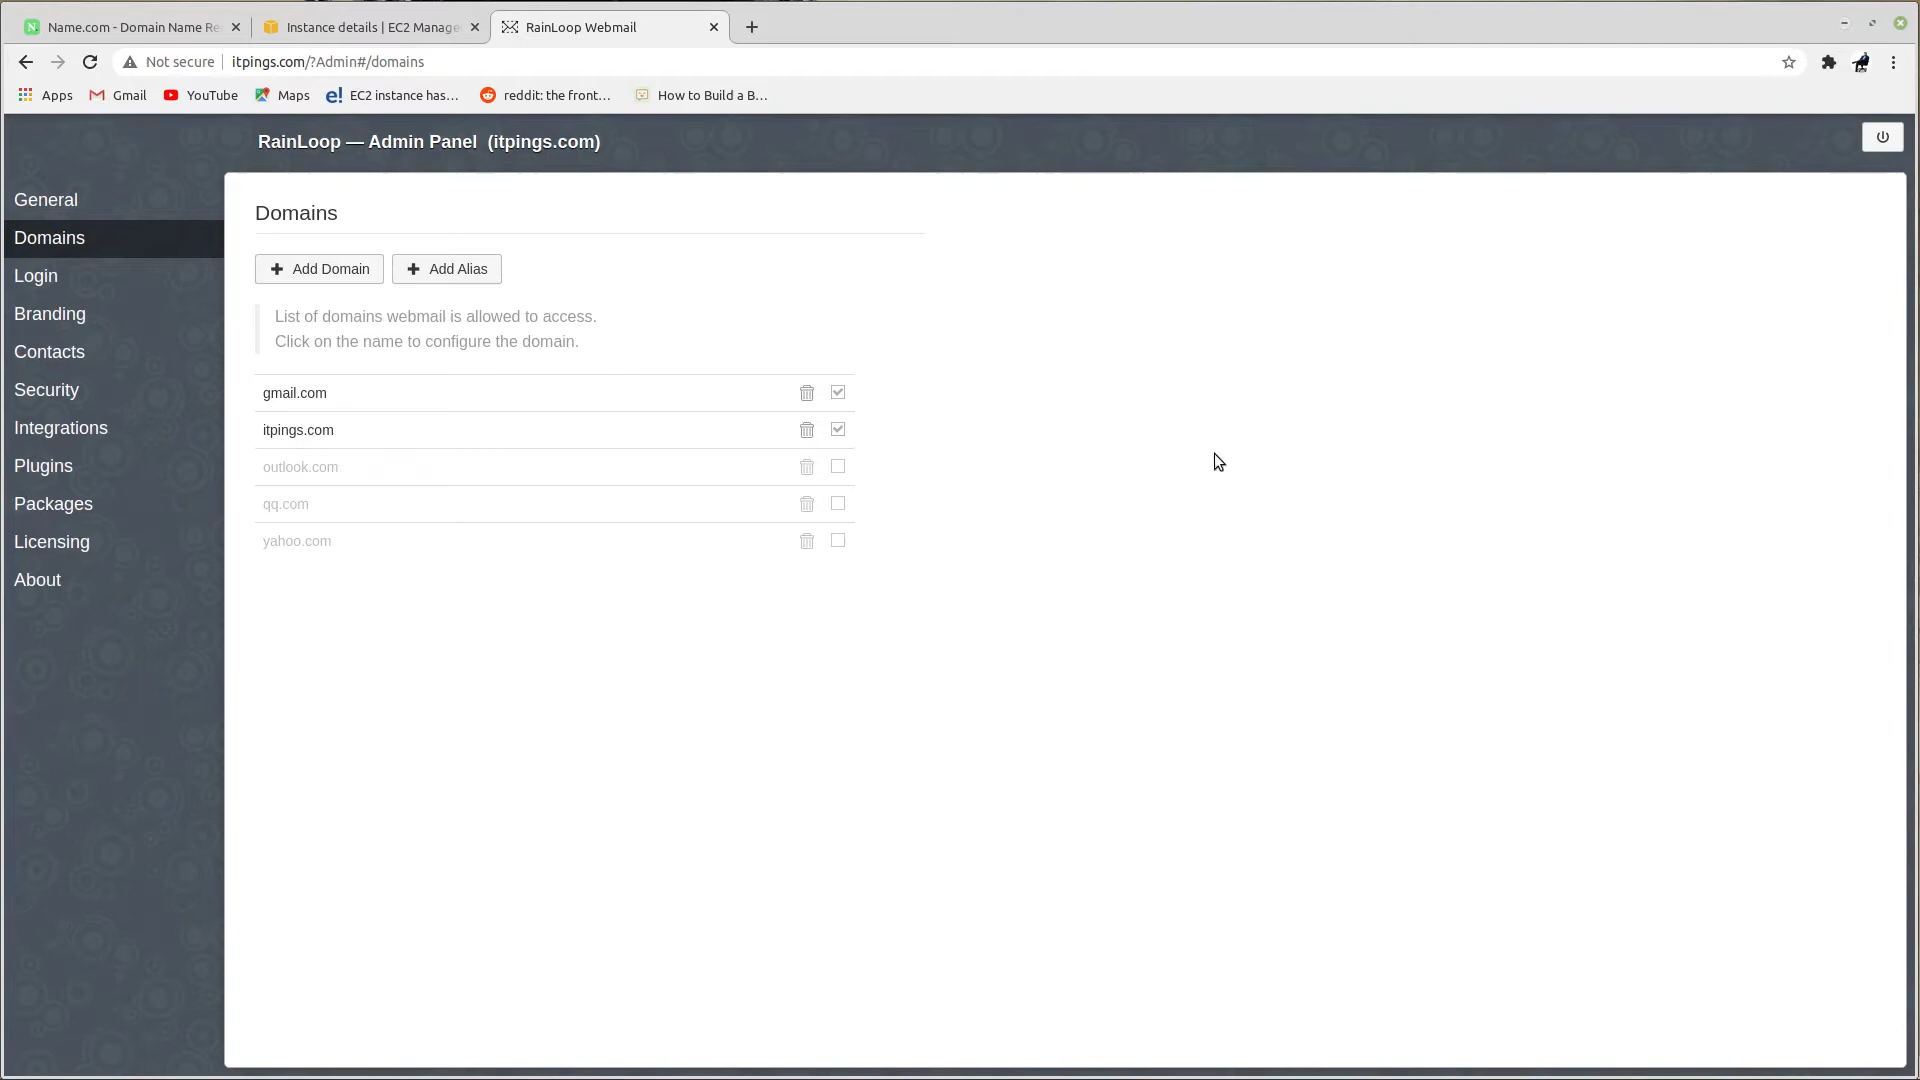 Name.com - Domain Name Re
Instance details | EC2 Manage
RainLoop Webmail
Not secure
itpings.com/?Admin#/domains
Apps
Gmail
YouTube
Maps
EC2 instance has...
reddit: the front...
How to Build a B...
RainLoop — Admin Panel (itpings.com)
General
Domains
Login
Branding
Contacts
Security
Integrations
Plugins
Packages
Licensing
About
Domains
Add Domain
Add Alias
List of domains webmail is allowed to access.
Click on the name to configure the domain.
gmail.com
itpings.com
outlook.com
qq.com
yahoo.com